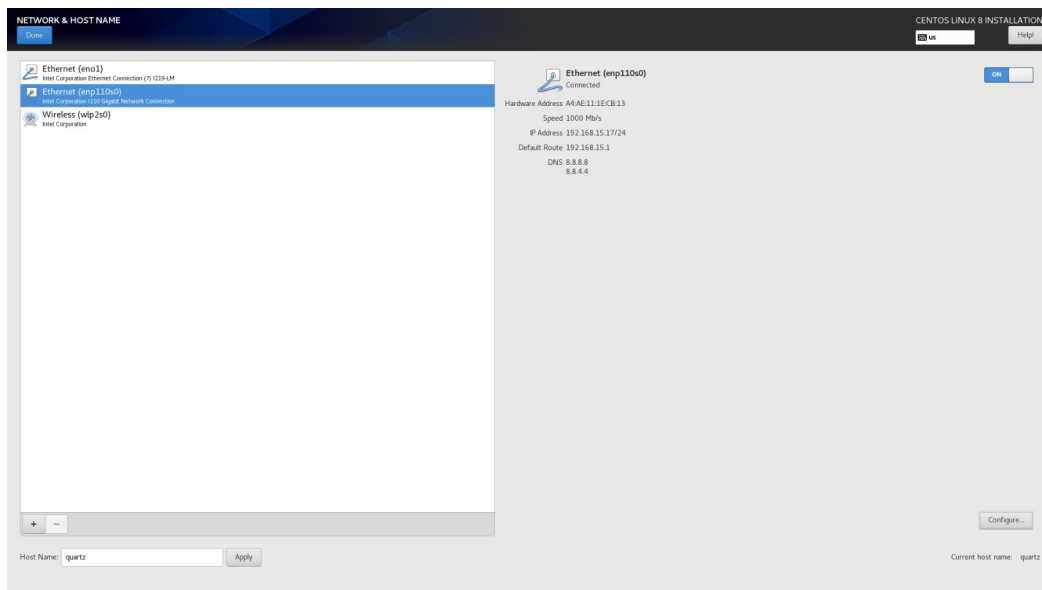 NETWORK & HOST NAME
CENTOS LINUX 8 INSTALLATION
Done
us
Help!
Ethernet (eno1)
Intel Corporation Ethernet Connection (7) I219-LM
Ethernet (enp110s0)
Intel Corporation I210 Gigabit Network Connection
Wireless (wlp2s0)
Intel Corporation
Ethernet (enp110s0)
Connected
ON
Hardware Address A4:AE:11:1E:CB:13
Speed 1000 Mb/s
IP Address 192.168.15.17/24
Default Route 192.168.15.1
DNS 8.8.8.8
8.8.4.4
+ −
Configure...
Host Name: quartz Apply
Current host name: quartz